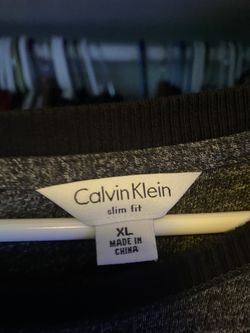 Calvin Klein
slim fit
XL
MADE IN
CHINA